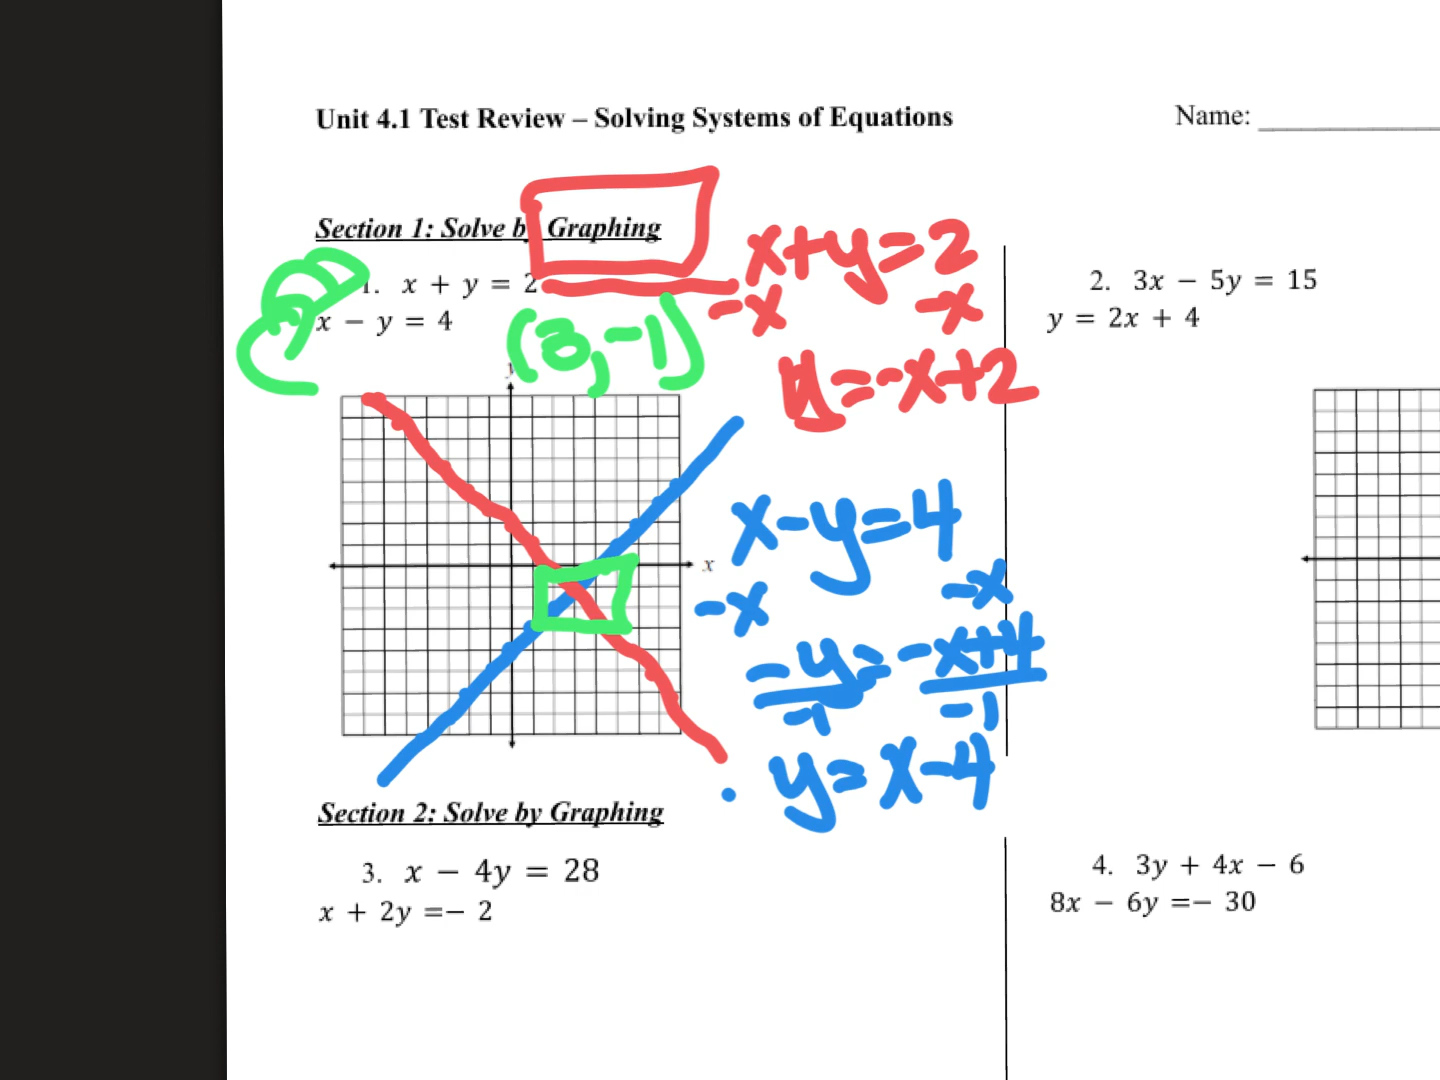 Unit 4.1 Test Review – Solving Systems of Equations
Name:
Section 1: Solve by Graphing
1. x + y = 2
x − y = 4
(3,-1)
y
x
x+y=2
-x -x
y=-x+2
x-y=4
-x -x
-y=-x+4
-1 -1
y=x-4
2. 3x − 5y = 15
y = 2x + 4
Section 2: Solve by Graphing
3. x − 4y = 28
x + 2y =− 2
4. 3y + 4x − 6
8x − 6y =− 30